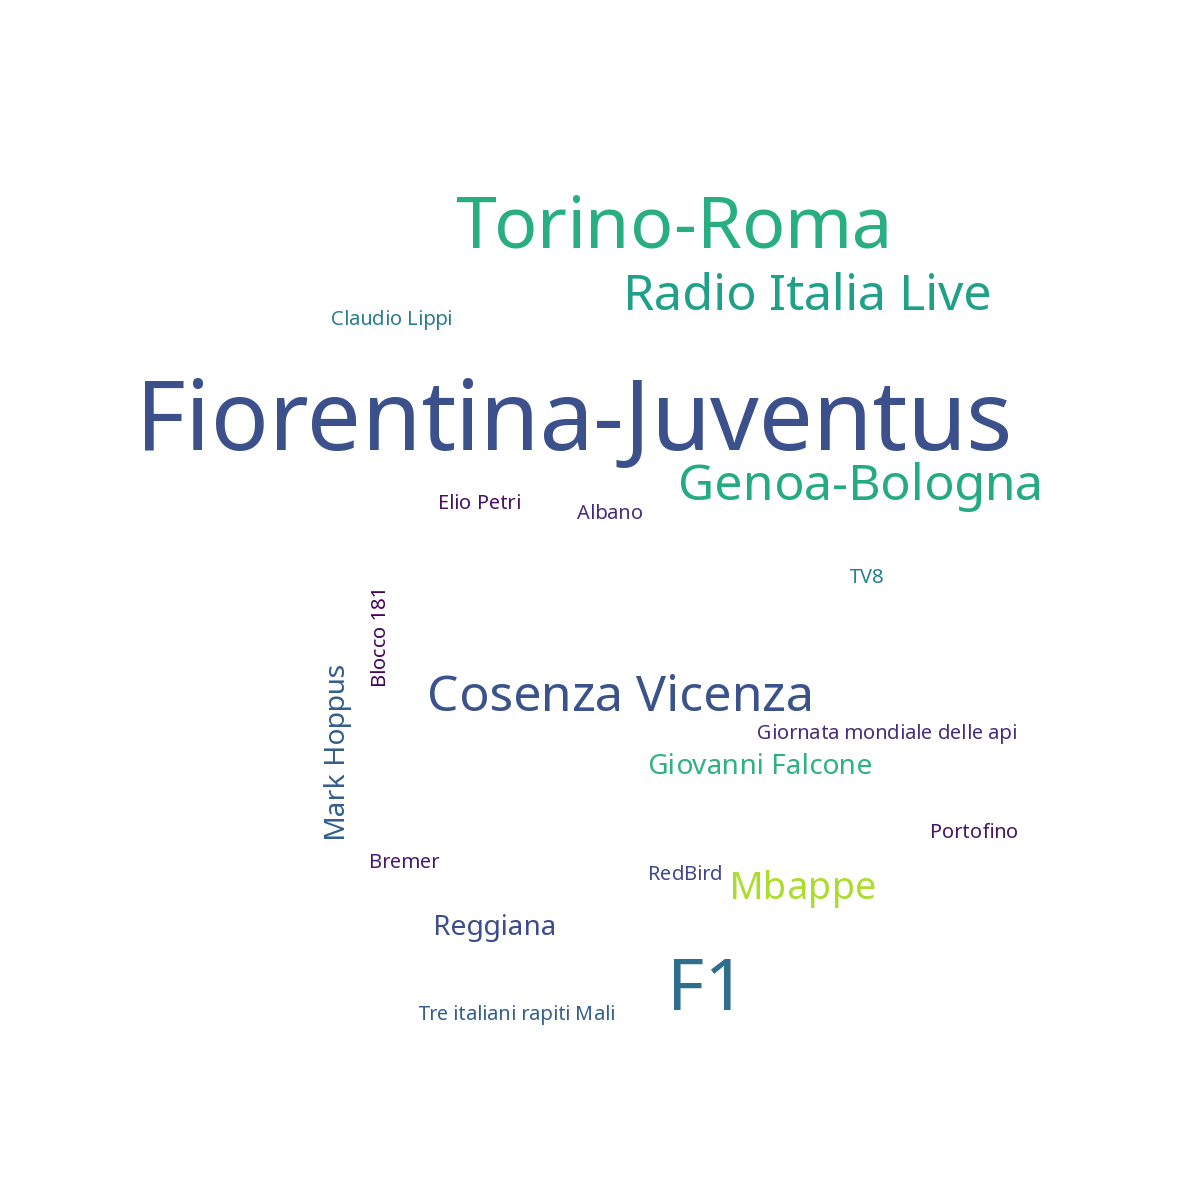 Torino-Roma
Radio Italia Live
Claudio Lippi
Fiorentina-Juventus
Genoa-Bologna
Elio Petri
Albano
TV8
Blocco 181
Mark Hoppus
Cosenza Vicenza
Giornata mondiale delle api
Giovanni Falcone
Portofino
Bremer
RedBird
Mbappe
Reggiana
F1
Tre italiani rapiti Mali